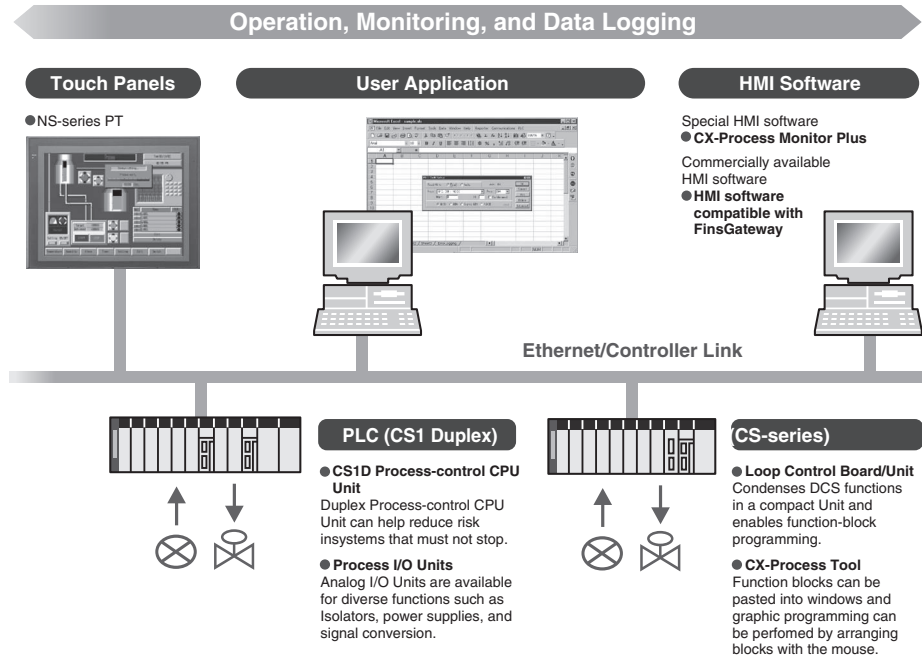 Operation, Monitoring, and Data Logging
Touch Panels
●NS-series PT
User Application
HMI Software
Special HMI software
● CX-Process Monitor Plus
Commercially available
HMI software
● HMI software
compatible with
FinsGateway
Ethernet/Controller Link
PLC (CS1 Duplex)
● CS1D Process-control CPU
Unit
Duplex Process-control CPU
Unit can help reduce risk
insystems that must not stop.
● Process I/O Units
Analog I/O Units are available
for diverse functions such as
Isolators, power supplies, and
signal conversion.
(CS-series)
● Loop Control Board/Unit
Condenses DCS functions
in a compact Unit and
enables function-block
programming.
● CX-Process Tool
Function blocks can be
pasted into windows and
graphic programming can
be perfomed by arranging
blocks with the mouse.